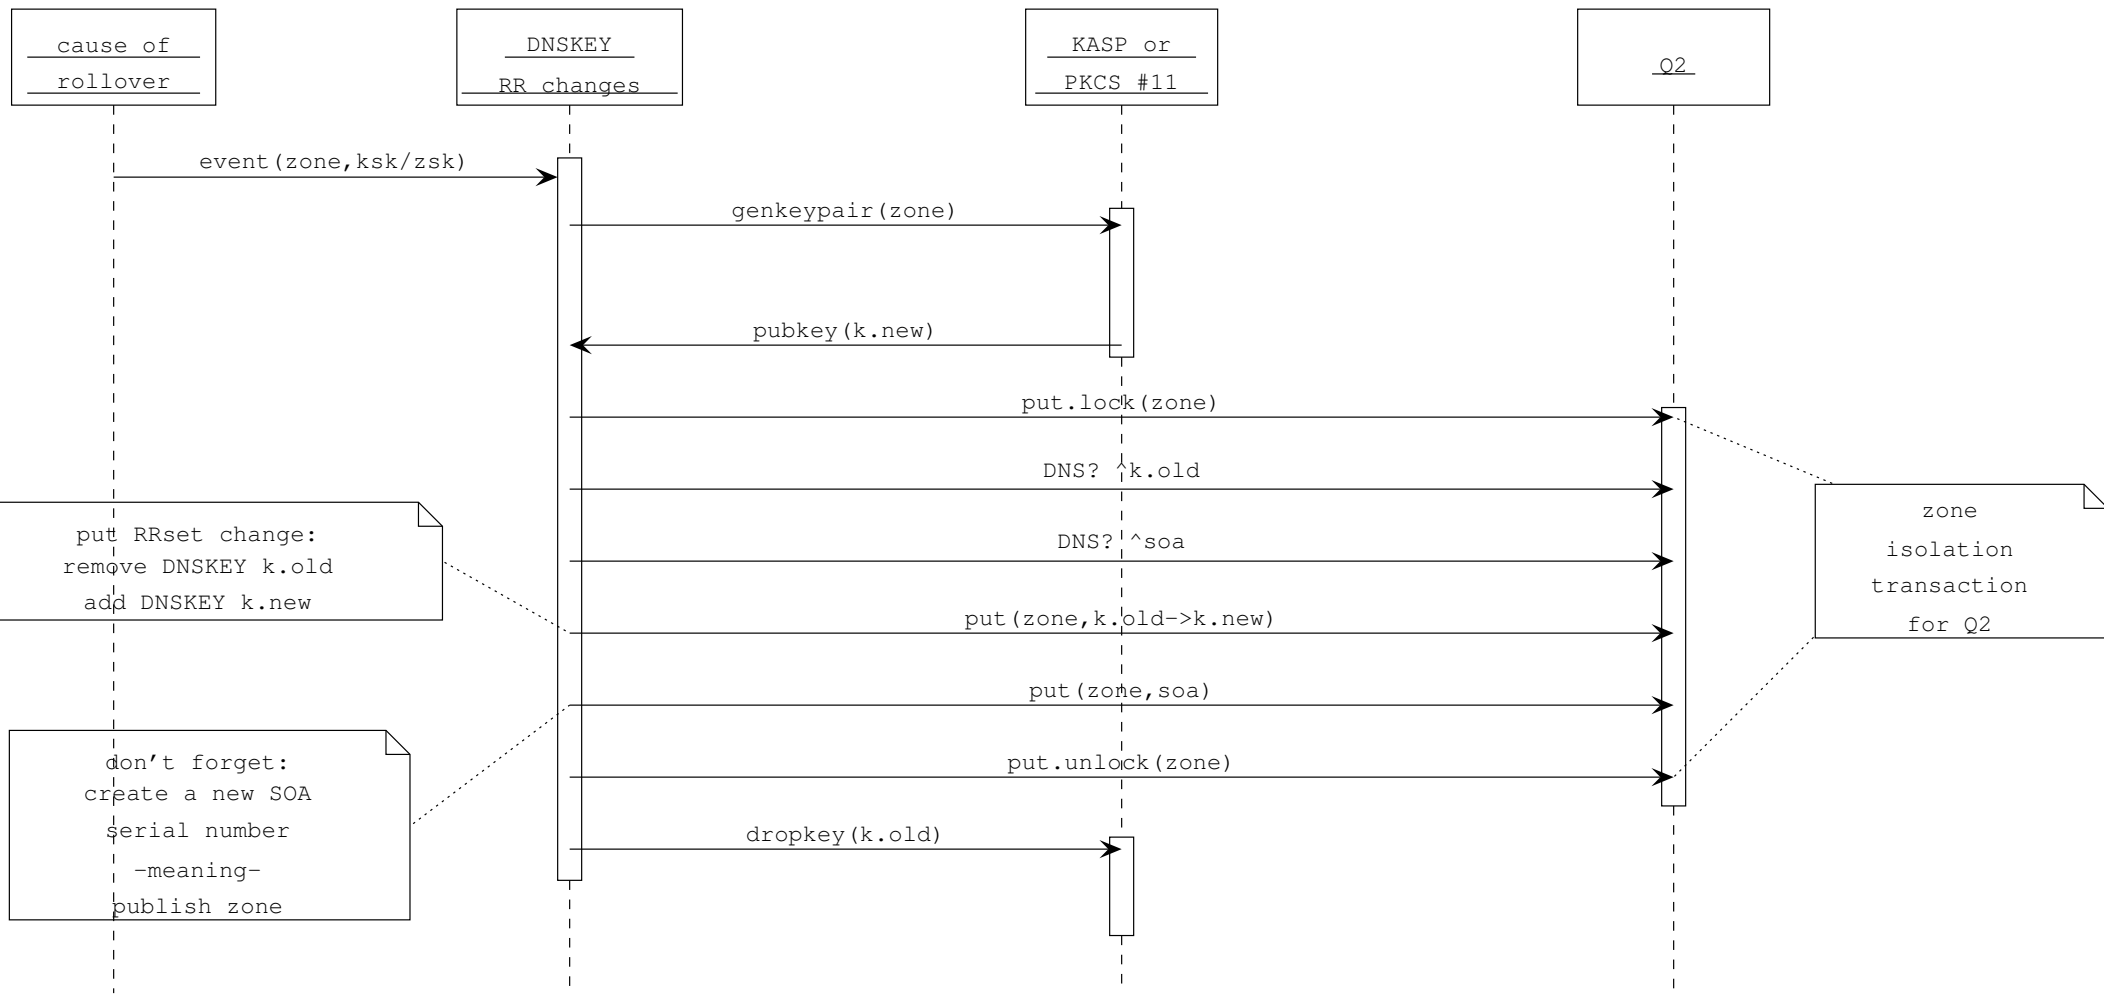 cause of
rollover
DNSKEY
RR changes
KASP or
PKCS #11
Q2
event(zone,ksk/zsk)
genkeypair(zone)
pubkey(k.new)
put.lock(zone)
DNS? ^k.old
DNS? ^soa
put RRset change:
remove DNSKEY k.old
add DNSKEY k.new
zone
isolation
transaction
for Q2
put(zone,k.old->k.new)
put(zone,soa)
don't forget:
create a new SOA
serial number
-meaning-
publish zone
put.unlock(zone)
dropkey(k.old)